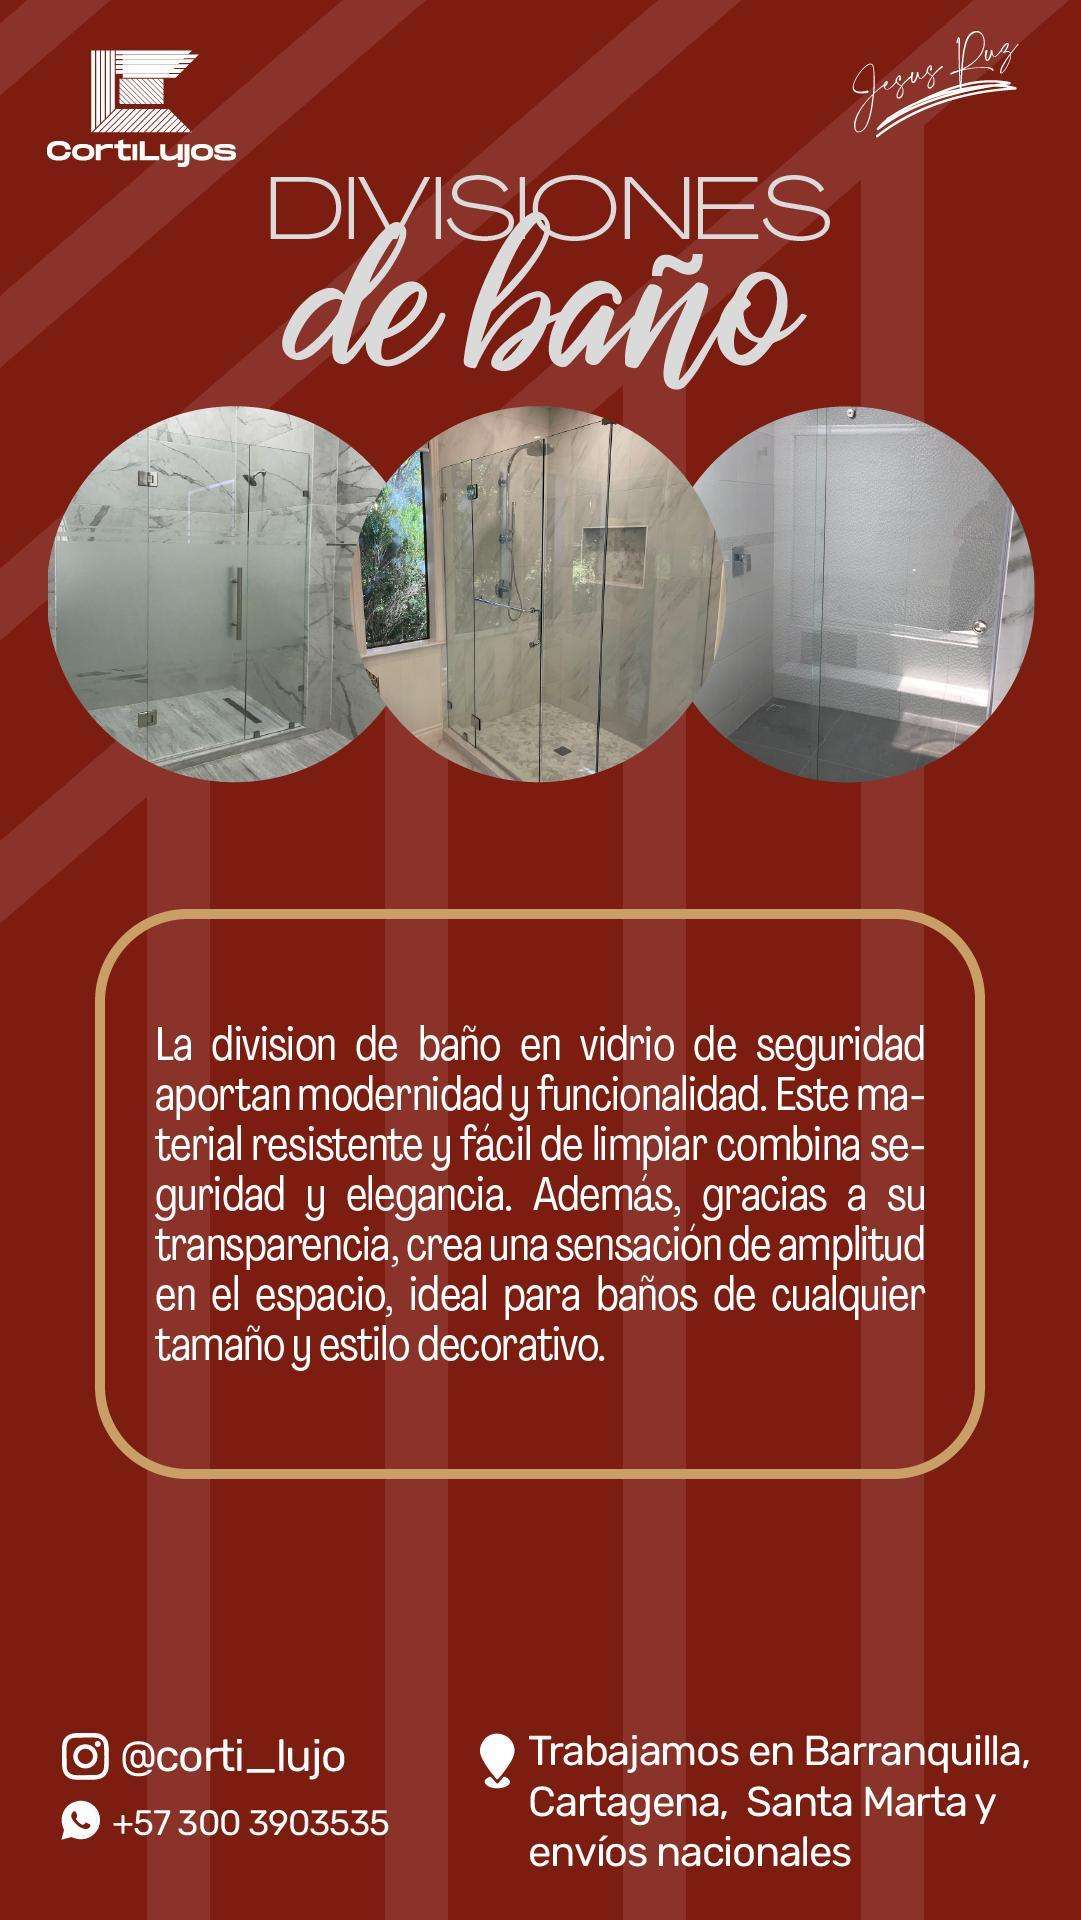 CortiLujos
Jesus Ruz
DIVISIONES
de baño
La division de baño en vidrio de seguridad
aportan modernidad y funcionalidad. Este ma-
terial resistente y fácil de limpiar combina se-
guridad y elegancia. Además, gracias a su
transparencia, crea una sensación de amplitud
en el espacio, ideal para baños de cualquier
tamaño y estilo decorativo.
@corti_lujo
+57 300 3903535
Trabajamos en Barranquilla,
Cartagena, Santa Marta y
envíos nacionales